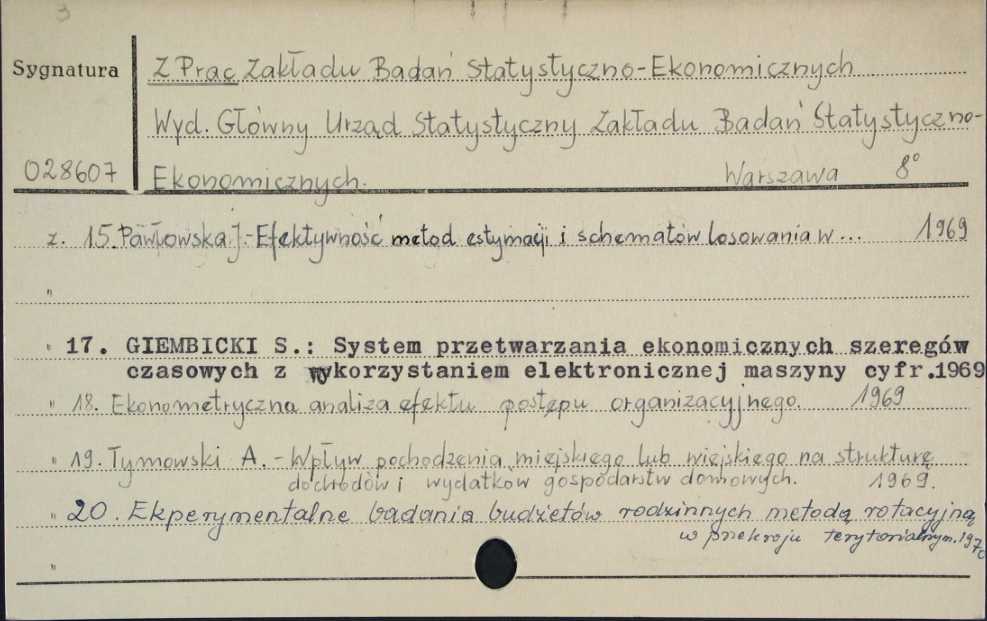 3
Sygnatura
Z Prac Zakładu Badań Statystyczno-Ekonomicznych
Wyd. Główny Urząd Statystyczny Zakładu Badań Statystyczno-
028607 Ekonomicznych. Warszawa 8°
z. 15. Pawłowska J. - Efektywność metod estymacji i schematów losowania w ... 1969
"
" 17. GIEMBICKI S.: System przetwarzania ekonomicznych szeregów
czasowych z wykorzystaniem elektronicznej maszyny cyfr.1969
" 18. Ekonometryczna analiza efektu postępu organizacyjnego. 1969
" 19. Tymowski A. - Wpływ pochodzenia miejskiego lub wiejskiego na strukturę
dochodów i wydatków gospodarstw domowych. 1969.
" 20. Ekperymentalne badania budżetów rodzinnych metodą rotacyjną
w przekroju terytorialnym. 1970
"